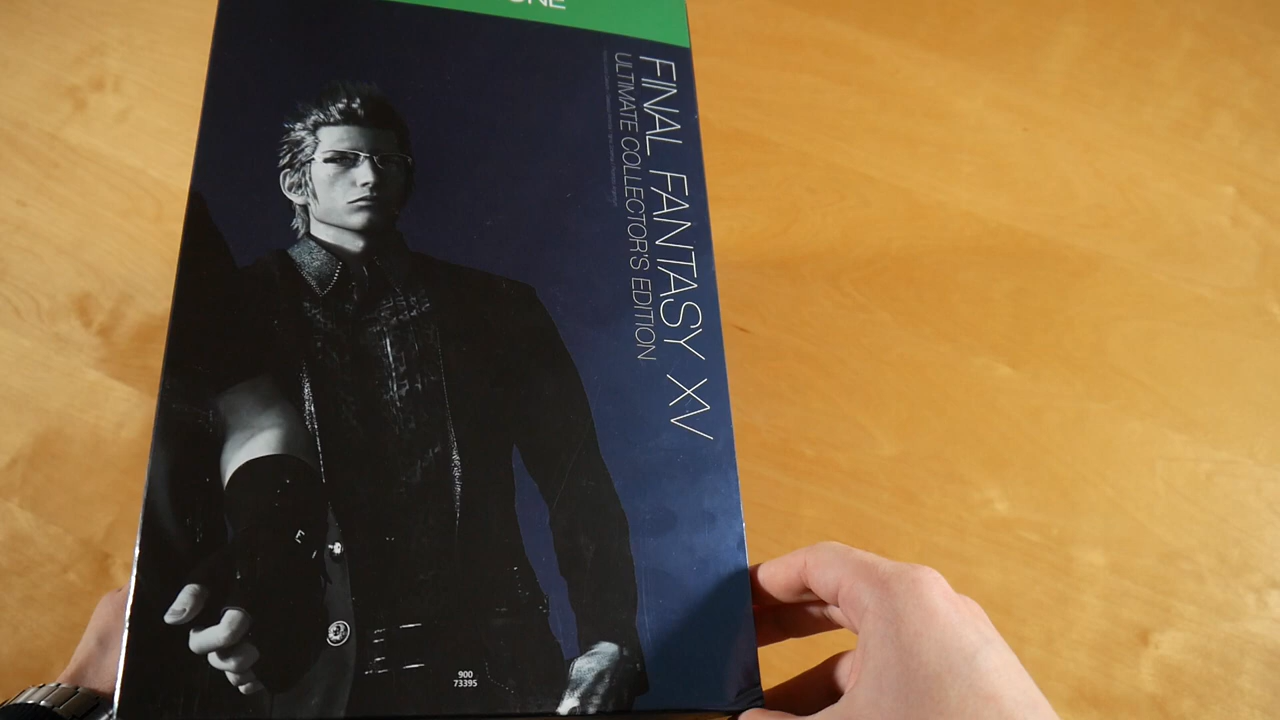 ONE
FINAL FANTASY XV
ULTIMATE COLLECTOR'S EDITION
E
900
73395